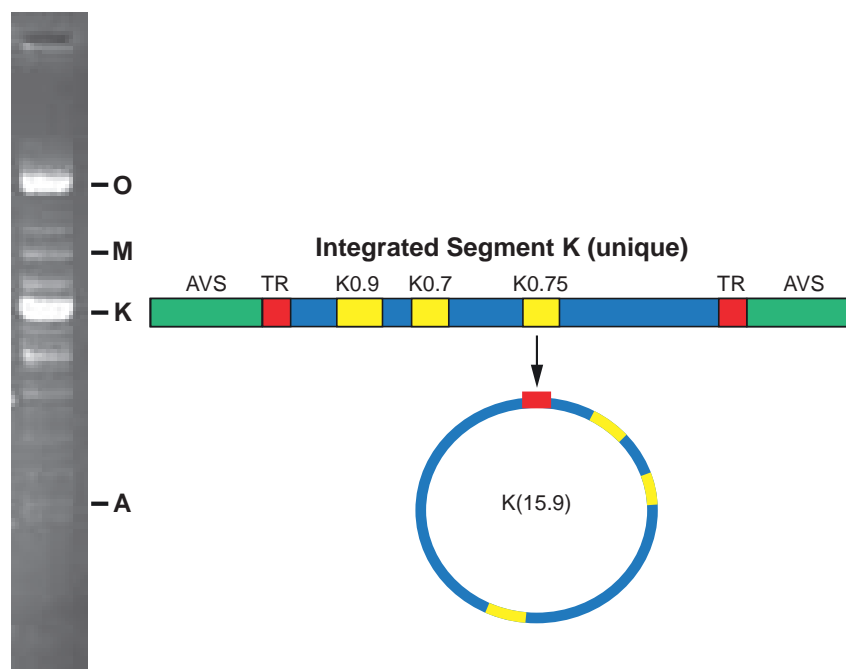 O
M
K
A
Integrated Segment K (unique)
AVS TR K0.9 K0.7 K0.75 TR AVS
K(15.9)